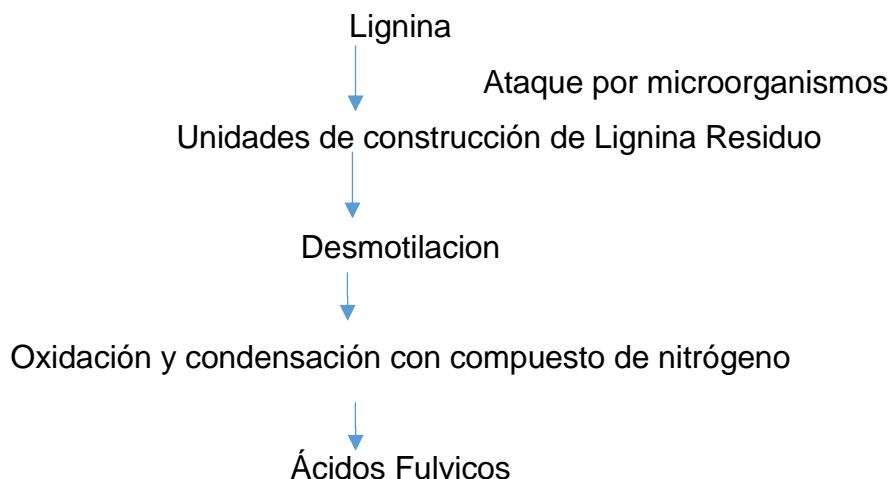 Lignina
Ataque por microorganismos
Unidades de construcción de Lignina Residuo
Desmotilacion
Oxidación y condensación con compuesto de nitrógeno
Ácidos Fulvicos